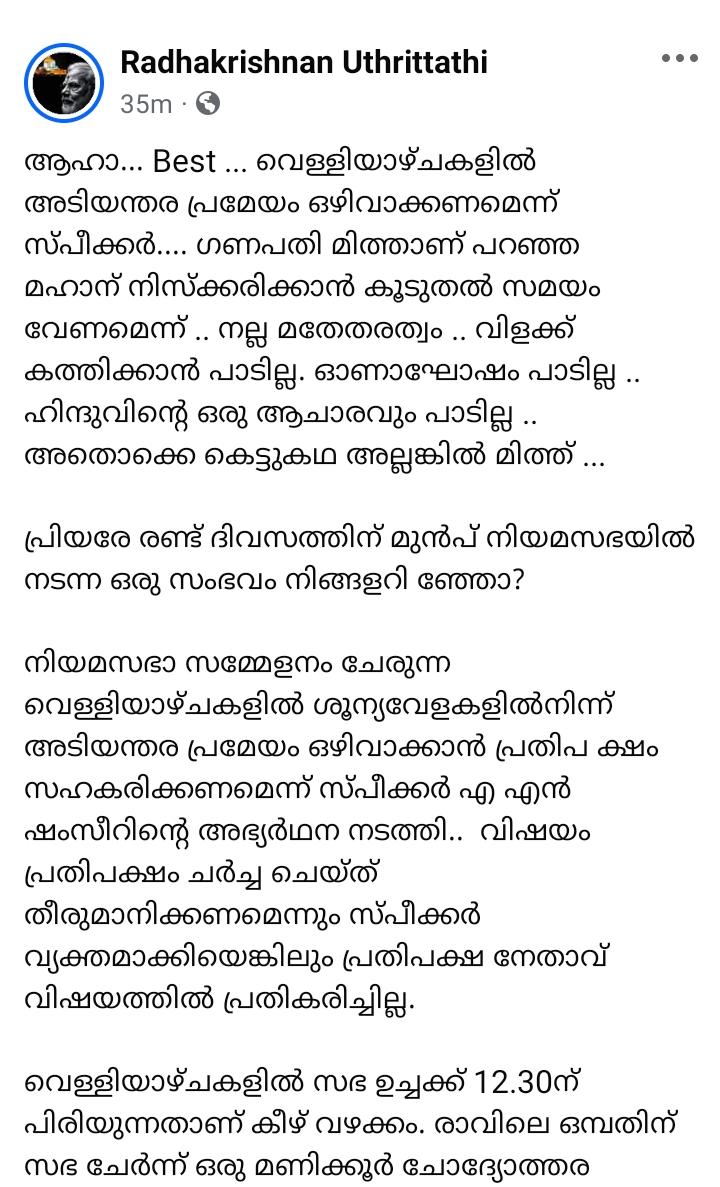 Radhakrishnan Uthrittathi
35m ·
ആഹാ... Best ... വെള്ളിയാഴ്ചകളിൽ
അടിയന്തര പ്രമേയം ഒഴിവാക്കണമെന്ന്
സ്പീക്കർ.... ഗണപതി മിത്താണ് പറഞ്ഞ
മഹാന് നിസ്ക്കരിക്കാൻ കൂടുതൽ സമയം
വേണമെന്ന് .. നല്ല മതേതരത്വം .. വിളക്ക്
കത്തിക്കാൻ പാടില്ല. ഓണാഘോഷം പാടില്ല ..
ഹിന്ദുവിന്റെ ഒരു ആചാരവും പാടില്ല ..
അതൊക്കെ കെട്ടുകഥ അല്ലങ്കിൽ മിത്ത് ...
പ്രിയരേ രണ്ട് ദിവസത്തിന് മുൻപ് നിയമസഭയിൽ
നടന്ന ഒരു സംഭവം നിങ്ങളറി ഞ്ഞോ?
നിയമസഭാ സമ്മേളനം ചേരുന്ന
വെള്ളിയാഴ്ചകളിൽ ശൂന്യവേളകളിൽനിന്ന്
അടിയന്തര പ്രമേയം ഒഴിവാക്കാൻ പ്രതിപ ക്ഷം
സഹകരിക്കണമെന്ന് സ്പീക്കർ എ എൻ
ഷംസീറിന്റെ അഭ്യർഥന നടത്തി.. വിഷയം
പ്രതിപക്ഷം ചർച്ച ചെയ്ത്
തീരുമാനിക്കണമെന്നും സ്പീക്കർ
വ്യക്തമാക്കിയെങ്കിലും പ്രതിപക്ഷ നേതാവ്
വിഷയത്തിൽ പ്രതികരിച്ചില്ല.
വെള്ളിയാഴ്ചകളിൽ സഭ ഉച്ചക്ക് 12.30ന്
പിരിയുന്നതാണ് കീഴ് വഴക്കം. രാവിലെ ഒമ്പതിന്
സഭ ചേർന്ന് ഒരു മണിക്കൂർ ചോദ്യോത്തര